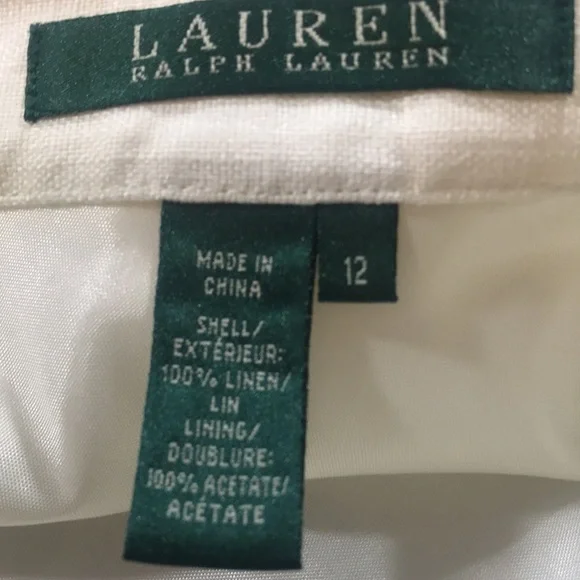 LAUREN
RALPH LAUREN
MADE IN
CHINA
12
SHELL/
EXTÉRIEUR:
100% LINEN/
LIN
LINING/
DOUBLURE:
100% ACETATE/
ACÉTATE